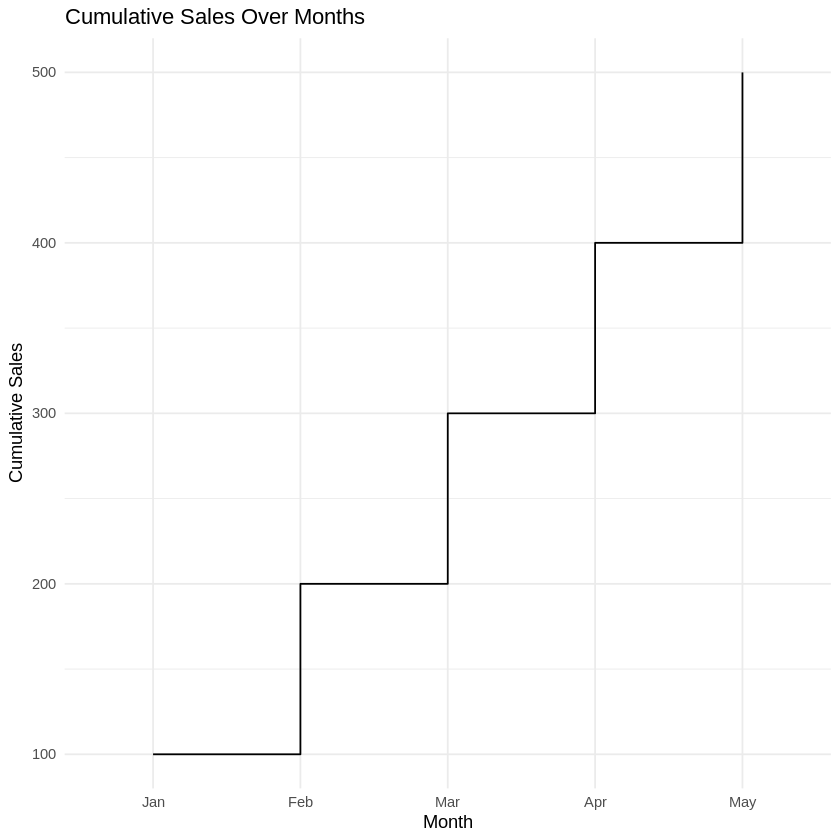 Cumulative Sales Over Months
Cumulative Sales
500
400
300
200
100
Jan Feb Mar Apr May
Month